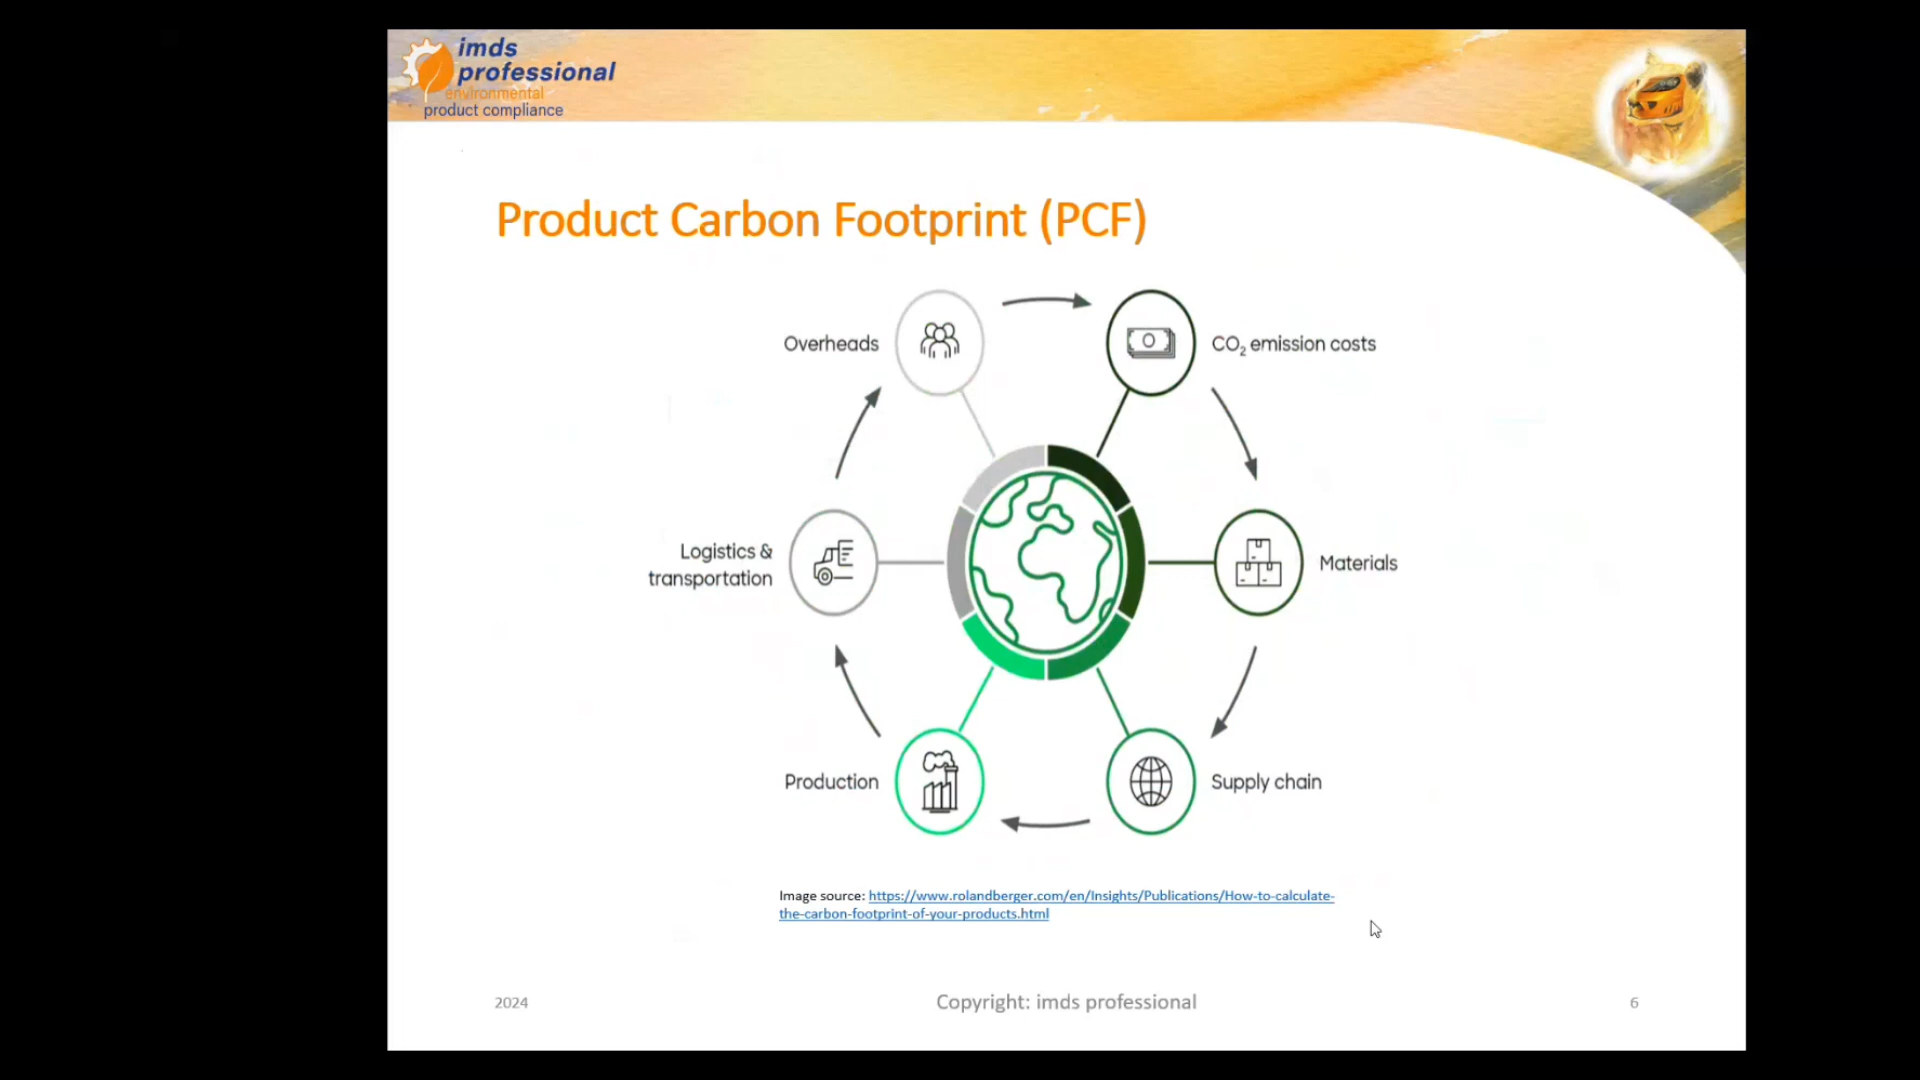 imds
professional
environmental
product compliance
Product Carbon Footprint (PCF)
Overheads
CO₂ emission costs
Logistics &
transportation
Materials
Production
Supply chain
Image source: https://www.rolandberger.com/en/Insights/Publications/How-to-calculate-
the-carbon-footprint-of-your-products.html
2024
Copyright: imds professional
6